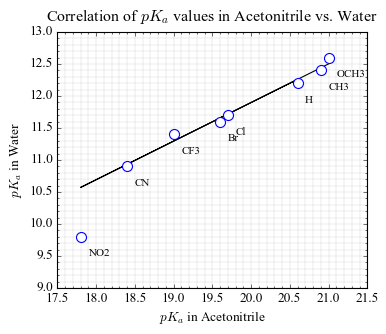 Correlation of pKa values in Acetonitrile vs. Water
13.0
12.5
12.0
11.5
11.0
10.5
10.0
9.5
9.0
pKa in Water
OCH3
CH3
H
Cl
Br
CF3
CN
NO2
17.5 18.0 18.5 19.0 19.5 20.0 20.5 21.0 21.5
pKa in Acetonitrile